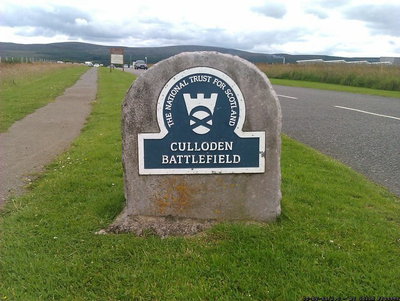 THE NATIONAL TRUST FOR SCOTLAND
CULLODEN
BATTLEFIELD